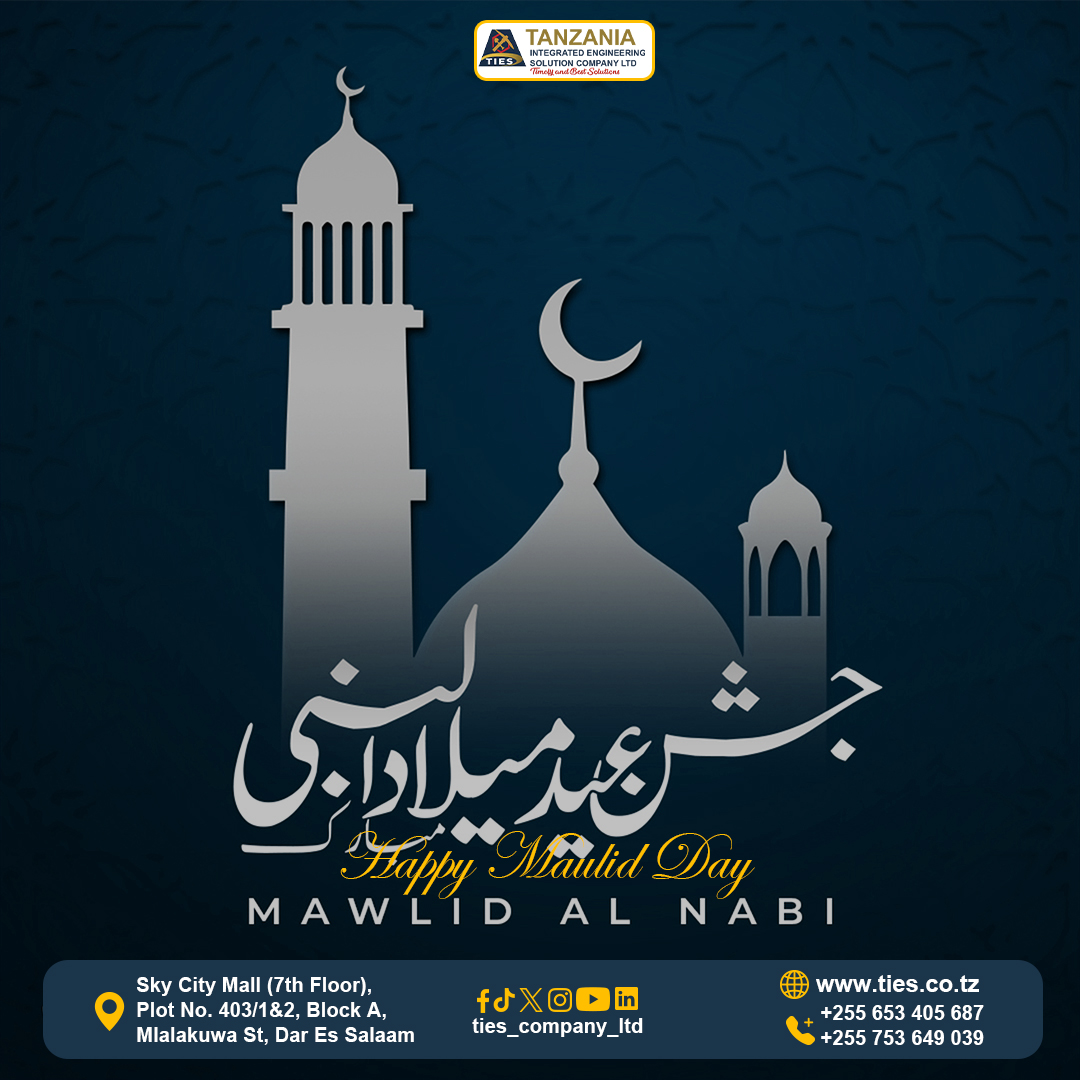 TIES
TANZANIA
INTEGRATED ENGINEERING
SOLUTION COMPANY LTD
Timely and Best Solutions
جشن عید میلاد النبی
مبارک
Happy Maulid Day
MAWLID AL NABI
Sky City Mall (7th Floor),
Plot No. 403/1&2, Block A,
Mlalakuwa St, Dar Es Salaam
ties_company_ltd
www.ties.co.tz
+255 653 405 687
+255 753 649 039